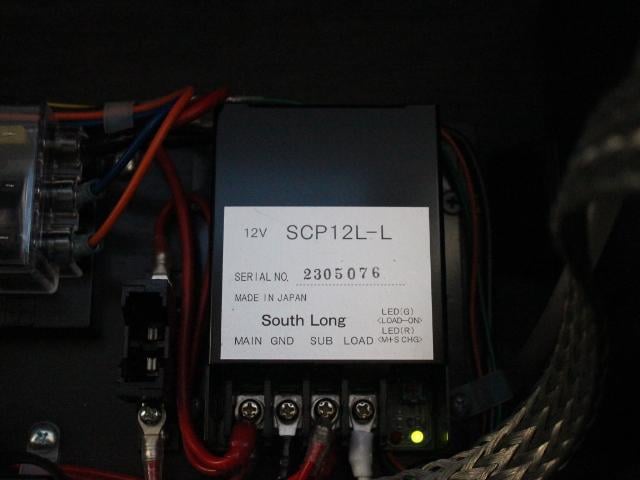 12V SCP12L-L
SERIAL NO. 2305076
MADE IN JAPAN
LED(G)
South Long <LOAD-ON>
LED(R)
MAIN GND SUB LOAD <M+S CHG>